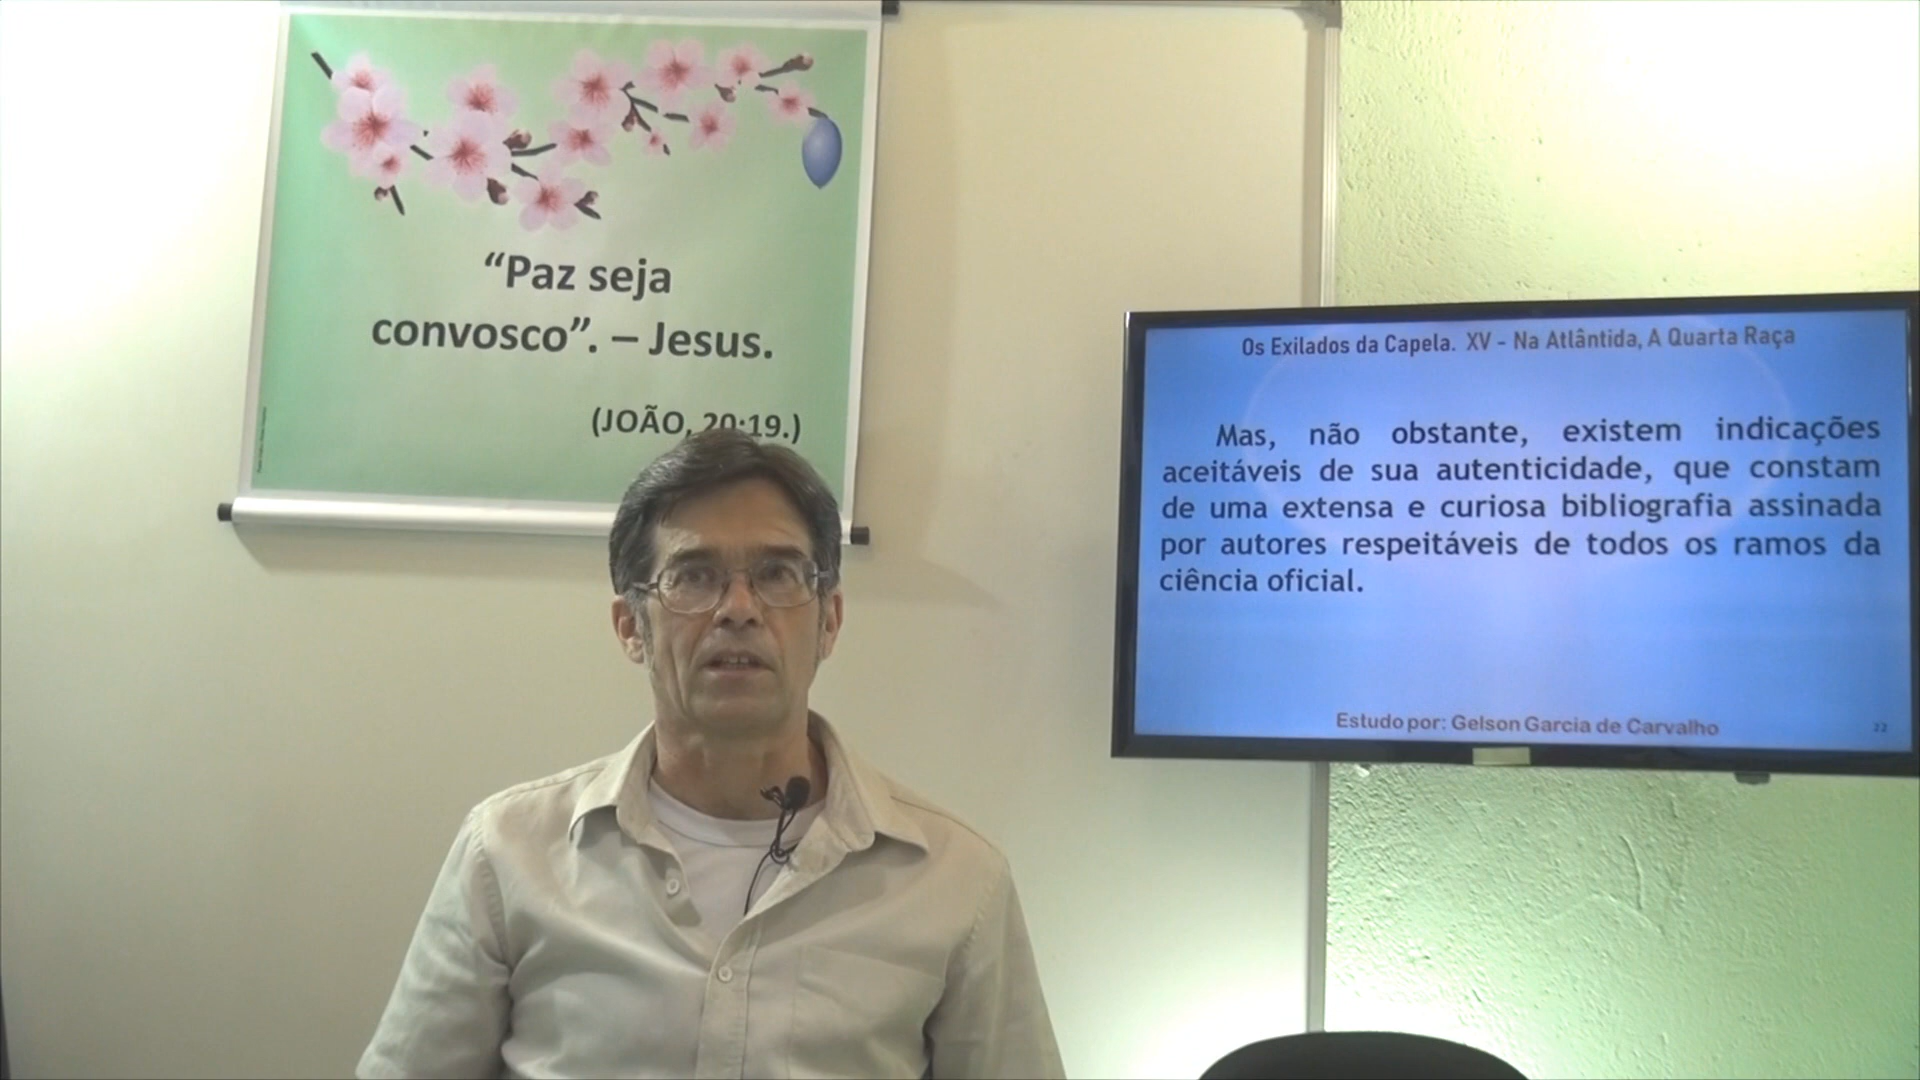 “Paz seja
convosco”. – Jesus.
(JOÃO, 20:19.)
Os Exilados da Capela. XV - Na Atlântida, A Quarta Raça
Mas, não obstante, existem indicações
aceitáveis de sua autenticidade, que constam
de uma extensa e curiosa bibliografia assinada
por autores respeitáveis de todos os ramos da
ciência oficial.
Estudo por: Gelson Garcia de Carvalho
22